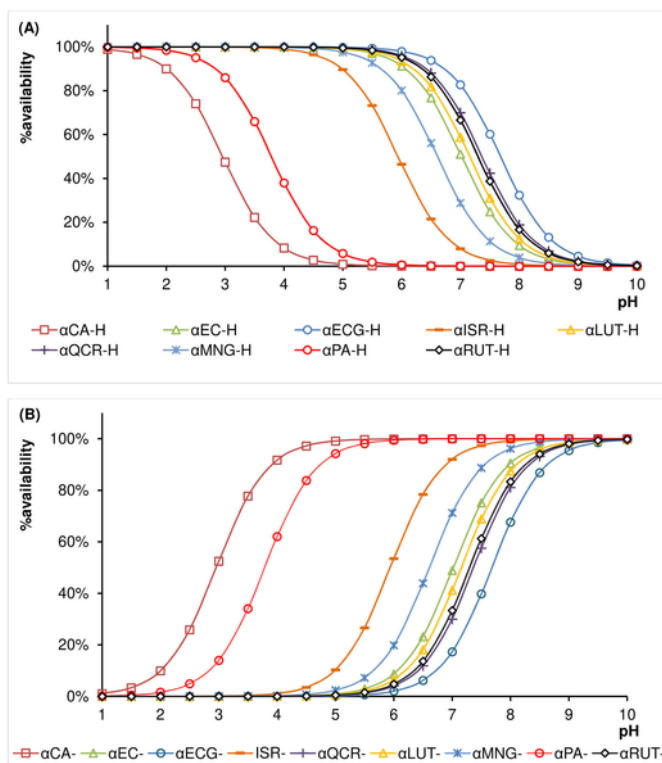 (A)
%availability
100%
80%
60%
40%
20%
0%
1 2 3 4 5 6 7 8 9 10
pH
αCA-H αEC-H αECG-H αISR-H αLUT-H
αQCR-H αMNG-H αPA-H αRUT-H
(B)
%availability
100%
80%
60%
40%
20%
0%
1 2 3 4 5 6 7 8 9 10
pH
αCA- αEC- αECG- ISR- αQCR- αLUT- αMNG- αPA- αRUT-